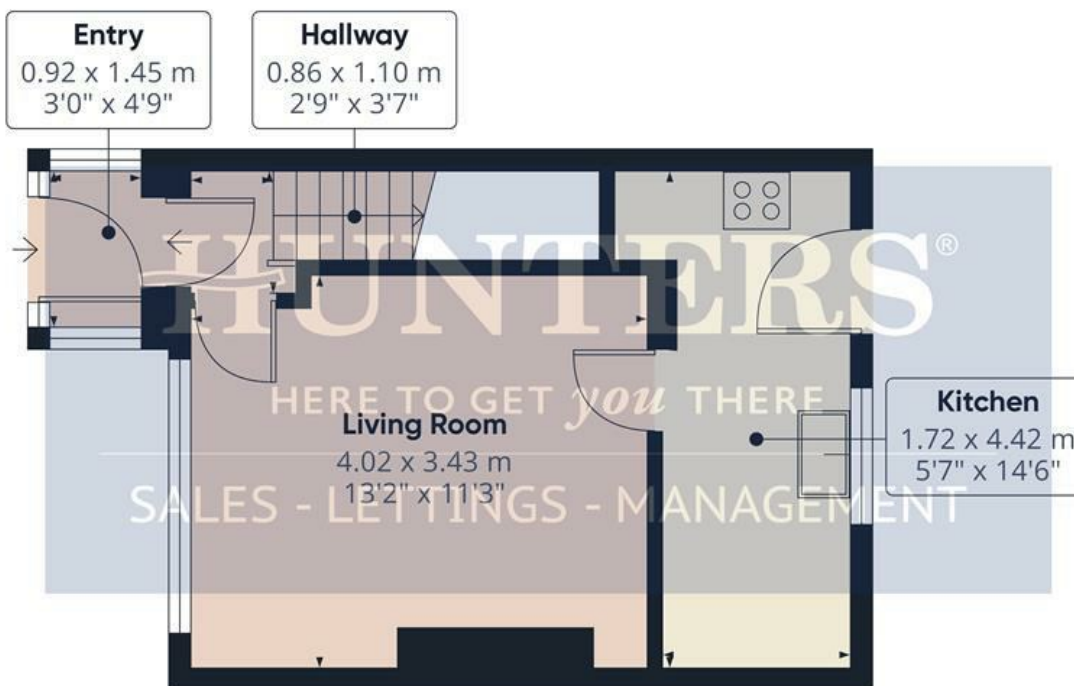 Entry
0.92 x 1.45 m
3'0" x 4'9"
Hallway
0.86 x 1.10 m
2'9" x 3'7"
HUNTERS®
HERE TO GET you THERE
Living Room
4.02 x 3.43 m
13'2" x 11'3"
Kitchen
1.72 x 4.42 m
5'7" x 14'6"
SALES - LETTINGS - MANAGEMENT